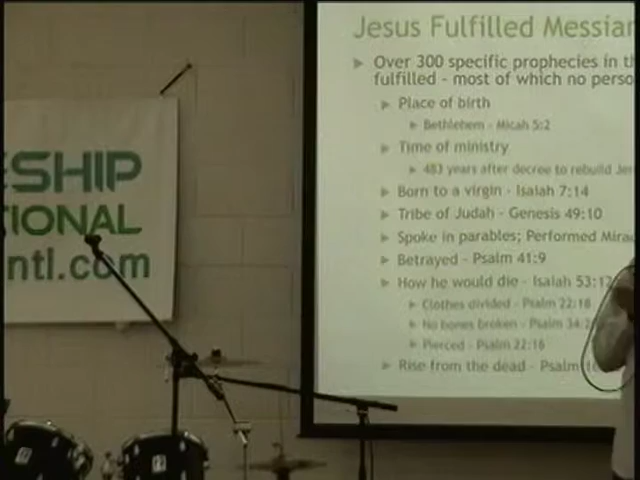 ESHIP
TIONAL
ntl.com
Jesus Fulfilled Messian
Over 300 specific prophecies in th
fulfilled - most of which no perso
Place of birth
Bethlehem - Micah 5:2
Time of ministry
483 years after decree to rebuild Jer
Born to a virgin - Isaiah 7:14
Tribe of Judah - Genesis 49:10
Spoke in parables; Performed Mirac
Betrayed - Psalm 41:9
How he would die - Isaiah 53:12
Clothes divided - Psalm 22:18
No bones broken - Psalm 34:2
Pierced - Psalm 22:16
Rise from the dead - Psalm 16